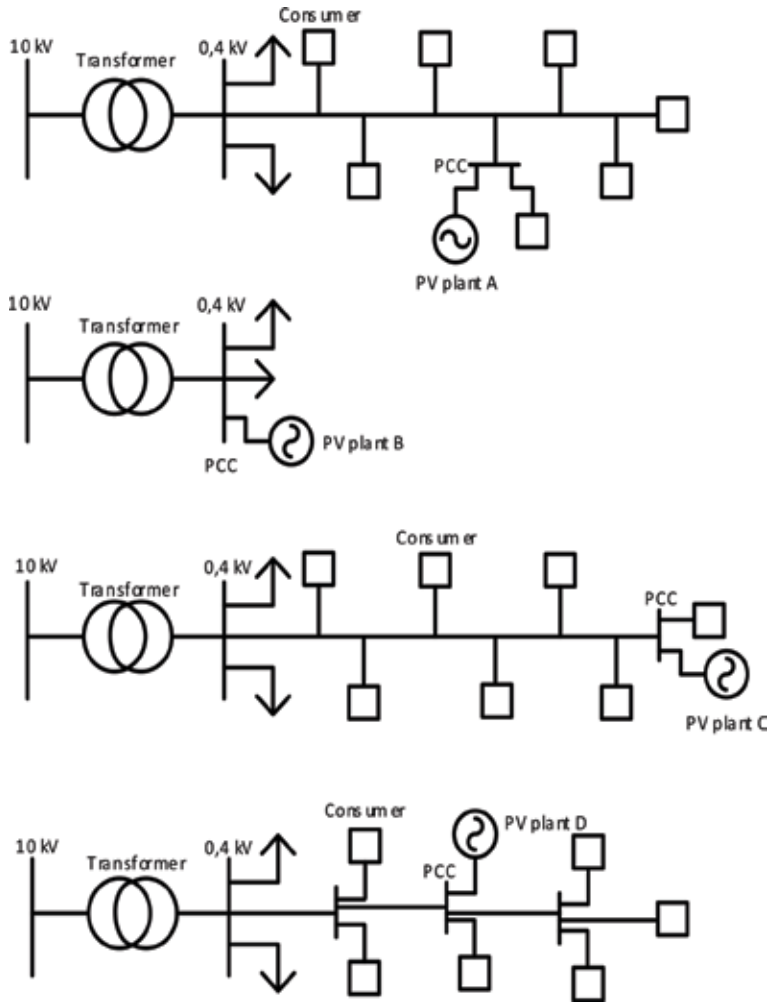 Consumer
10 kV
Transformer
0,4 kV
PCC
PV plant A
10 kV
Transformer
0,4 kV
PCC
PV plant B
Consumer
10 kV
Transformer
0,4 kV
PCC
PV plant C
Consumer
PV plant D
10 kV
Transformer
0,4 kV
PCC